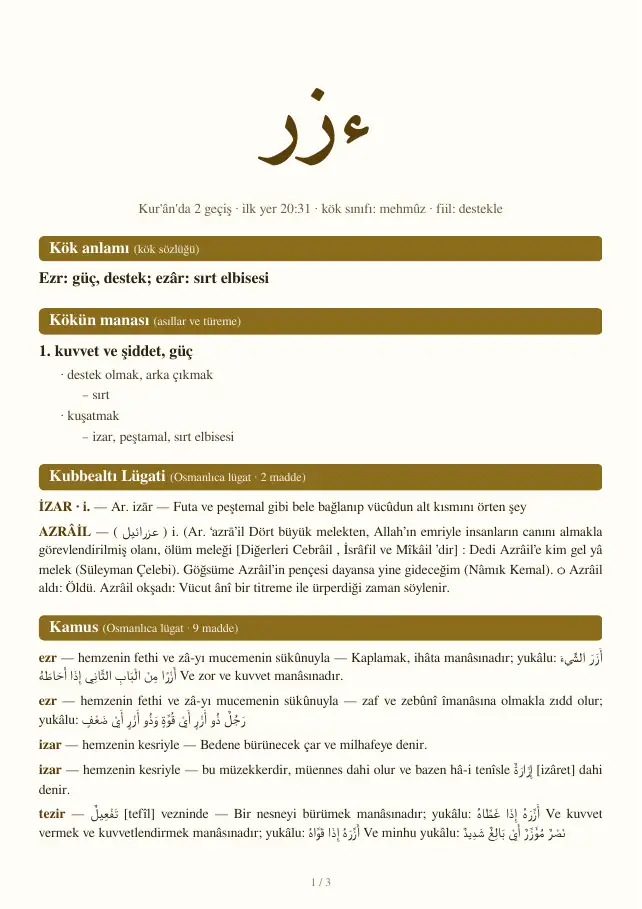 ءزر
Kur'ân'da 2 geçiş · ilk yer 20:31 · kök sınıfı: mehmûz · fiil: destekle
Kök anlamı (kök sözlüğü)
Ezr: güç, destek; ezâr: sırt elbisesi
Kökün manası (asıllar ve türeme)
1. kuvvet ve şiddet, güç
· destek olmak, arka çıkmak
– sırt
· kuşatmak
– izar, peştamal, sırt elbisesi
Kubbealtı Lügati (Osmanlıca lügat · 2 madde)
İZAR · i. — Ar. izār — Futa ve peştemal gibi bele bağlanıp vücûdun alt kısmını örten şey
AZRÂİL — ( عزرائيل ) i. (Ar. ‘azrā’il Dört büyük melekten, Allah’ın emriyle insanların canını almakla
görevlendirilmiş olanı, ölüm meleği [Diğerleri Cebrâil , İsrâfil ve Mîkâil ’dir] : Dedi Azrâil’e kim gel yâ
melek (Süleyman Çelebi). Göğsüme Azrâil’in pençesi dayansa yine gideceğim (Nâmık Kemal). ѻ Azrâil
aldı: Öldü. Azrâil okşadı: Vücut ânî bir titreme ile ürperdiği zaman söylenir.
Kamus (Osmanlıca lügat · 9 madde)
ezr — hemzenin fethi ve zâ-yı mucemenin sükûnuyla — Kaplamak, ihâta manâsınadır; yukâlu: أَزَرَ الشَّيْءَ
أَزْرًا مِنَ الْبَابِ الثَّانِي إِذَا أَحَاطَهُ Ve zor ve kuvvet manâsınadır.
ezr — hemzenin fethi ve zâ-yı mucemenin sükûnuyla — zaf ve zebûnî îmanâsına olmakla zıdd olur;
yukâlu: رَجُلٌ ذُو أَزْرٍ أَيْ قُوَّةٍ وَذُو أَزْرٍ أَيْ ضَعْفٍ
izar — hemzenin kesriyle — Bedene bürünecek çar ve milhafeye denir.
izar — hemzenin kesriyle — bu müzekkerdir, müennes dahi olur ve bazen hâ-i tenîsle إِزَارَةٌ [izâret] dahi
denir.
tezir — تَفْعِيلٌ [tefîl] vezninde — Bir nesneyi bürümek manâsınadır; yukâlu: أَزَّرَهُ إِذَا غَطَّاهُ Ve kuvvet
vermek ve kuvvetlendirmek manâsınadır; yukâlu: أَزَّرَهُ إِذَا قَوَّاهُ Ve minhu yukâlu: نَصْرٌ مُؤَزَّرٌ أَيْ بَالِغٌ شَدِيدٌ
1 / 3